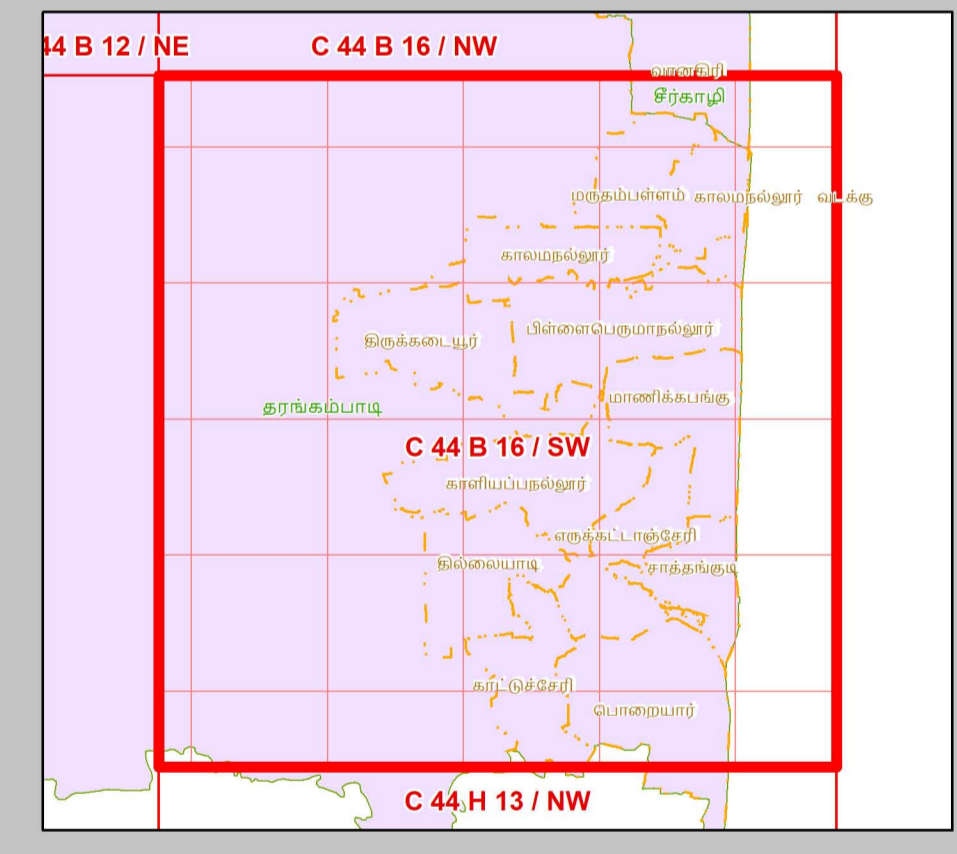 44 B 12 / NE
C 44 B 16 / NW
வானகிரி
சீர்காழி
மருதம்பள்ளம்
காலமநல்லூர் வடக்கு
காலமநல்லூர்
பிள்ளைபெருமாநல்லூர்
திருக்கடையூர்
மாணிக்கபங்கு
தரங்கம்பாடி
C 44 B 16 / SW
காளியப்பநல்லூர்
எருக்கட்டாஞ்சேரி
தில்லையாடி
சாத்தங்குடி
காட்டுச்சேரி
பொறையார்
C 44 H 13 / NW